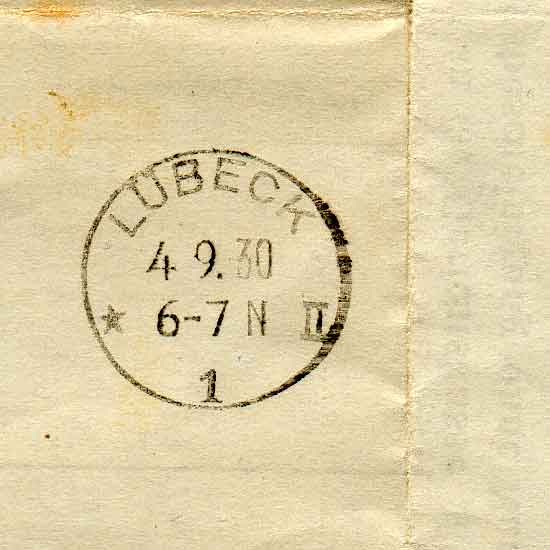 LÜBECK
4 9.30
★ 6-7 N II
1